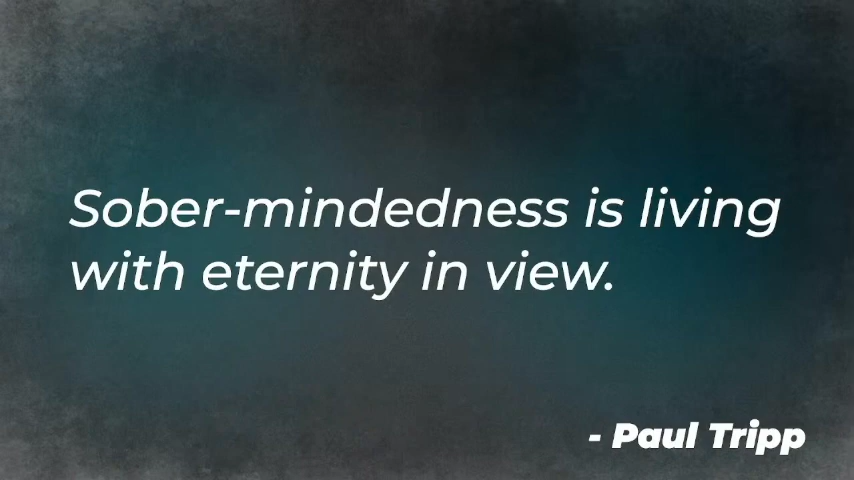 Sober-mindedness is living
with eternity in view.
- Paul Tripp